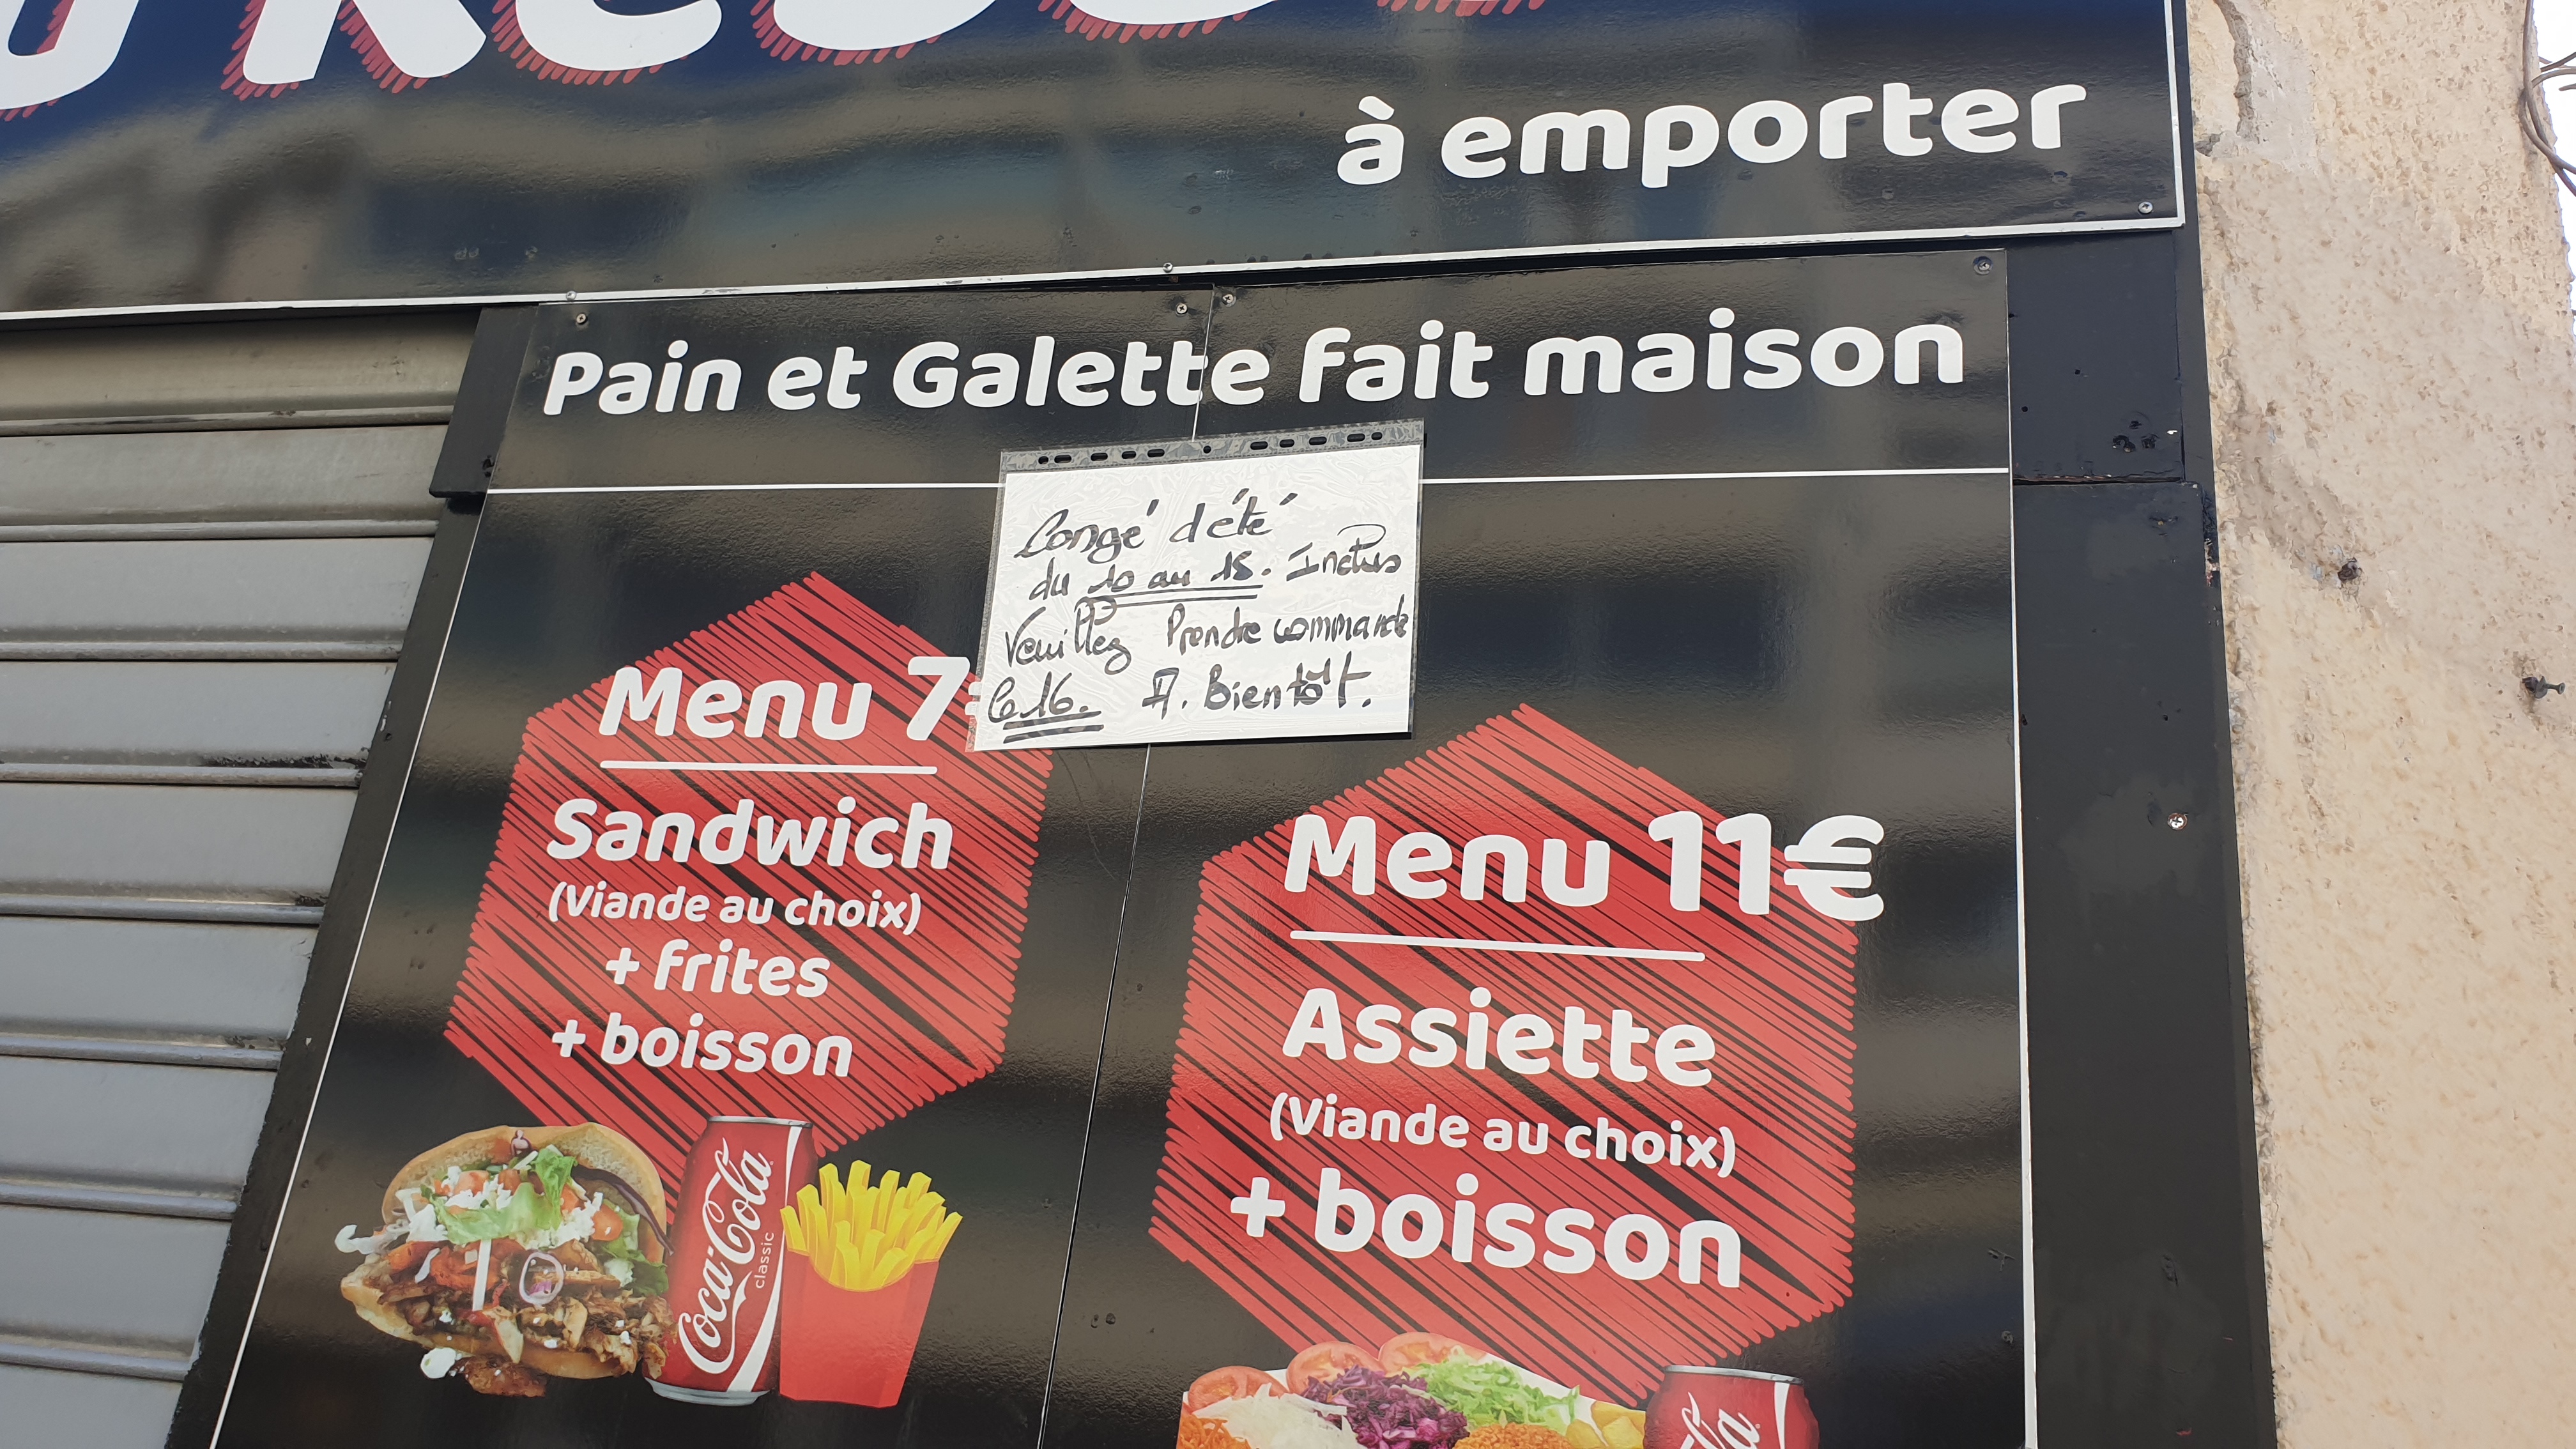 à emporter
Pain et Galette fait maison
Congé d'été
du 10 au 15. Inclus
Veuillez Prendre commande
le 16. A. Bientôt.
Menu 7
Sandwich
(Viande au choix)
+ frites
+ boisson
Menu 11€
Assiette
(Viande au choix)
+ boisson
Coca-Cola
classic